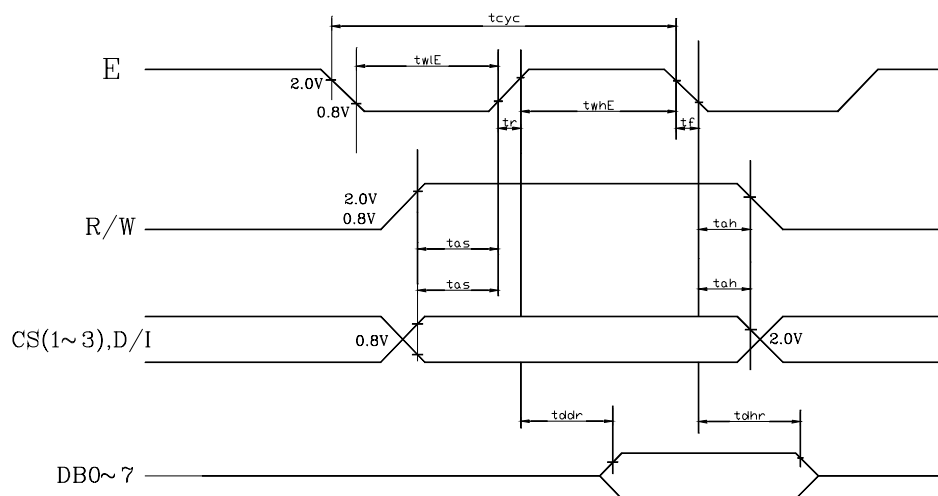 tcyc
E
twlE
2.0V
0.8V
twhE
tr
tf
2.0V
0.8V
R/W
tah
tas
tah
tas
CS(1~3),D/I
0.8V
2.0V
tddr
tdhr
DB0~7